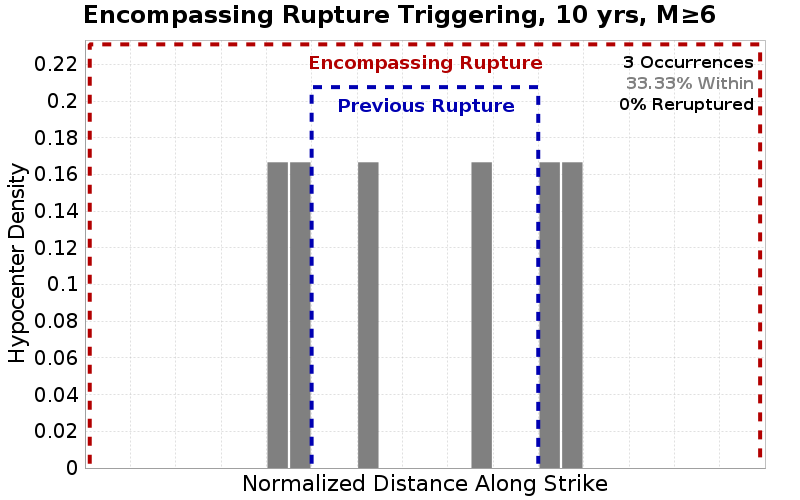 Encompassing Rupture Triggering, 10 yrs, M≥6
Encompassing Rupture
Previous Rupture
3 Occurrences
33.33% Within
0% Reruptured
Hypocenter Density
0.22
0.2
0.18
0.16
0.14
0.12
0.1
0.08
0.06
0.04
0.02
0
Normalized Distance Along Strike